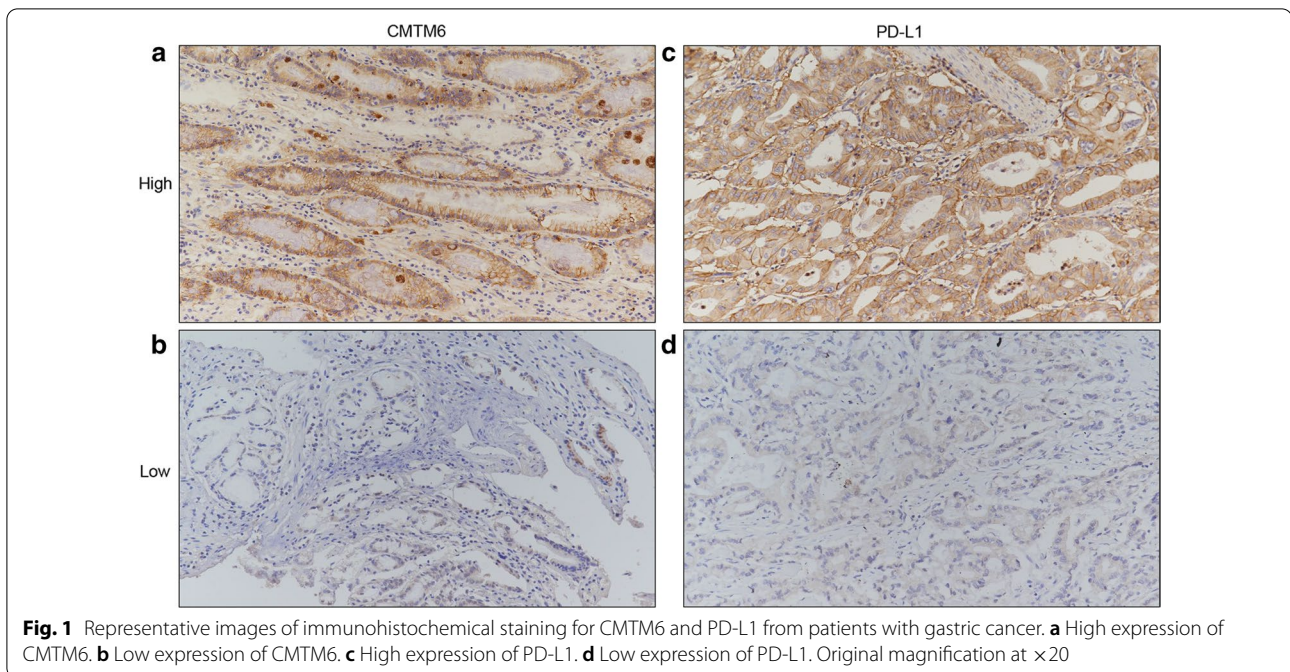 CMTM6
PD-L1
a
c
High
b
d
Low
Fig. 1 Representative images of immunohistochemical staining for CMTM6 and PD-L1 from patients with gastric cancer. a High expression of
CMTM6. b Low expression of CMTM6. c High expression of PD-L1. d Low expression of PD-L1. Original magnification at ×20